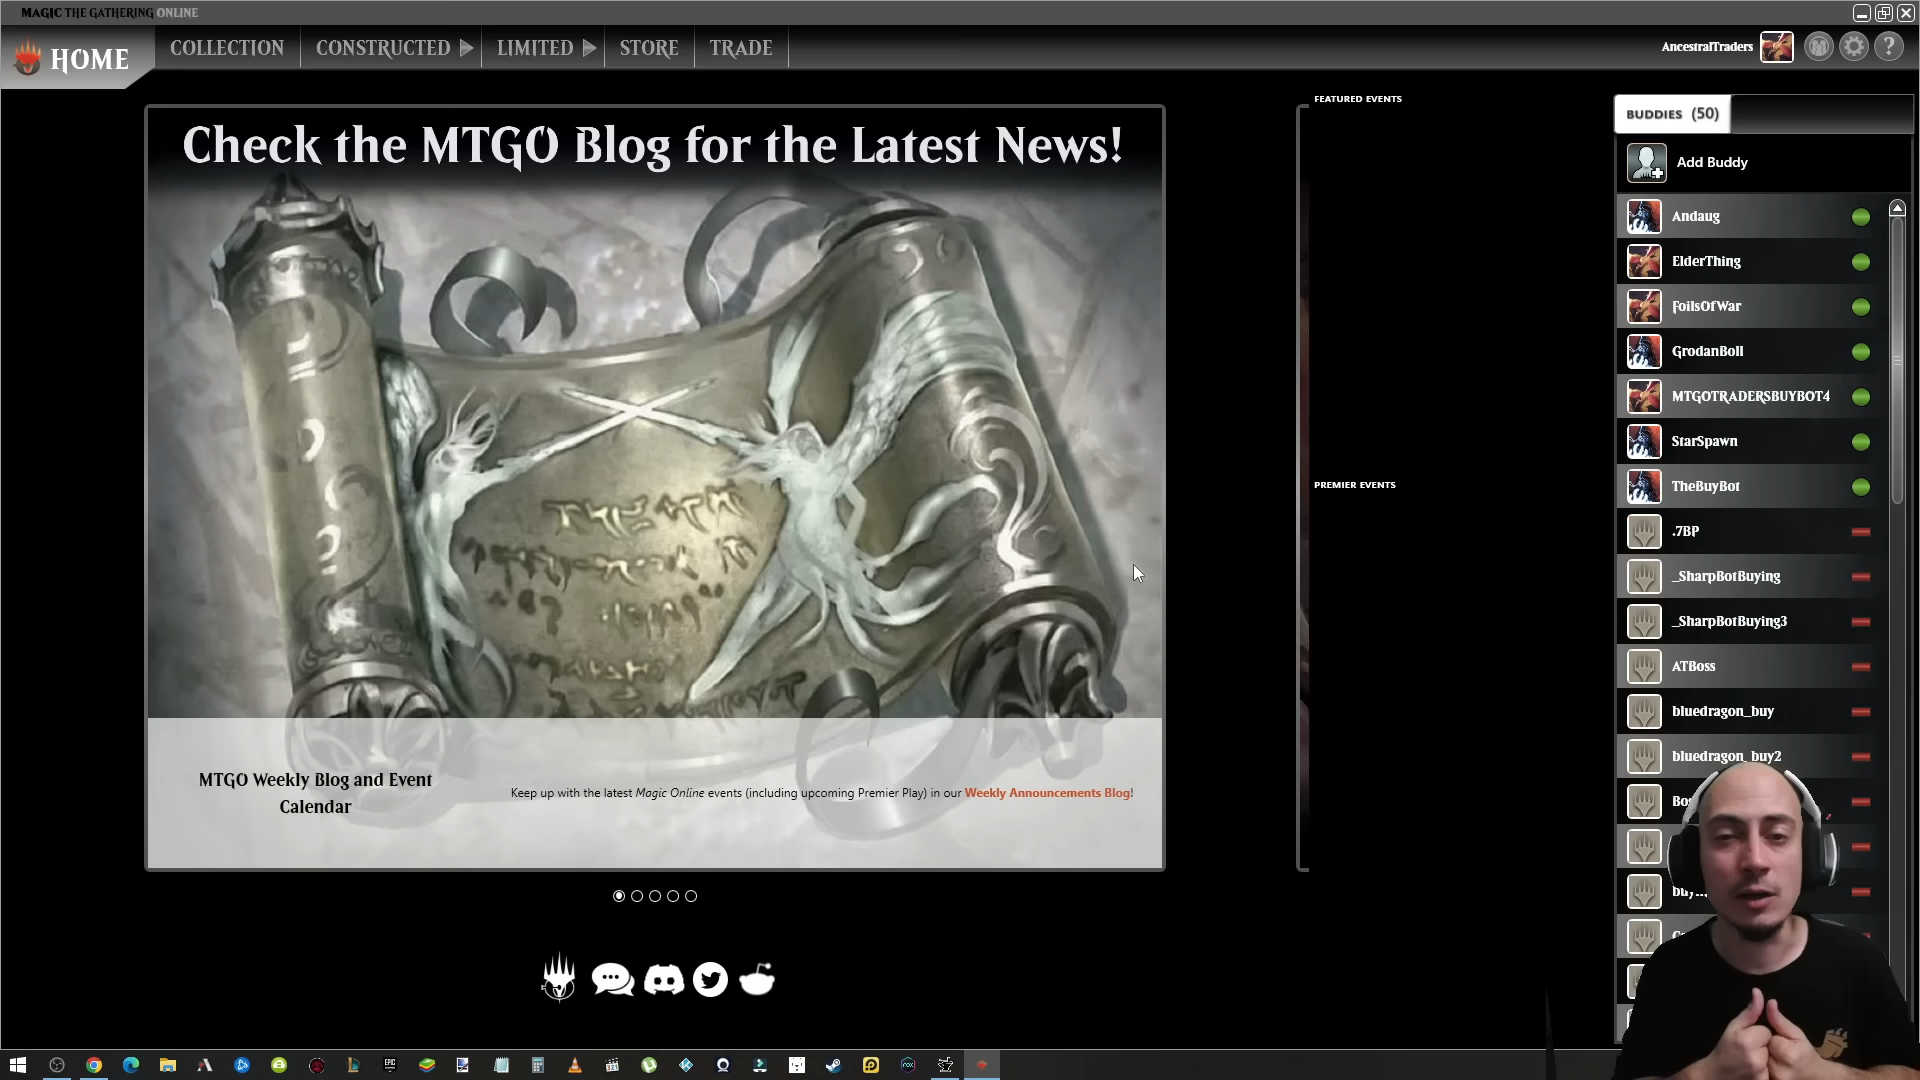 MAGIC THE GATHERING ONLINE
HOME
COLLECTION
CONSTRUCTED
LIMITED
STORE
TRADE
AncestralTraders
?
Check the MTGO Blog for the Latest News!
MTGO Weekly Blog and Event
Calendar
Keep up with the latest Magic Online events (including upcoming Premier Play) in our Weekly Announcements Blog!
FEATURED EVENTS
PREMIER EVENTS
BUDDIES (50)
Add Buddy
Andaug
ElderThing
FoilsOfWar
GrodanBoll
MTGOTRADERSBUYBOT4
StarSpawn
TheBuyBot
.7BP
_SharpBotBuying
_SharpBotBuying3
ATBoss
bluedragon_buy
bluedragon_buy2